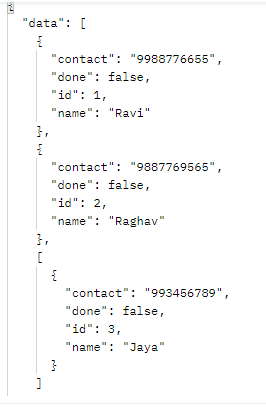 {
  "data": [
    {
      "contact": "9988776655",
      "done": false,
      "id": 1,
      "name": "Ravi"
    },
    {
      "contact": "9887769565",
      "done": false,
      "id": 2,
      "name": "Raghav"
    },
    [
      {
        "contact": "993456789",
        "done": false,
        "id": 3,
        "name": "Jaya"
      }
    ]